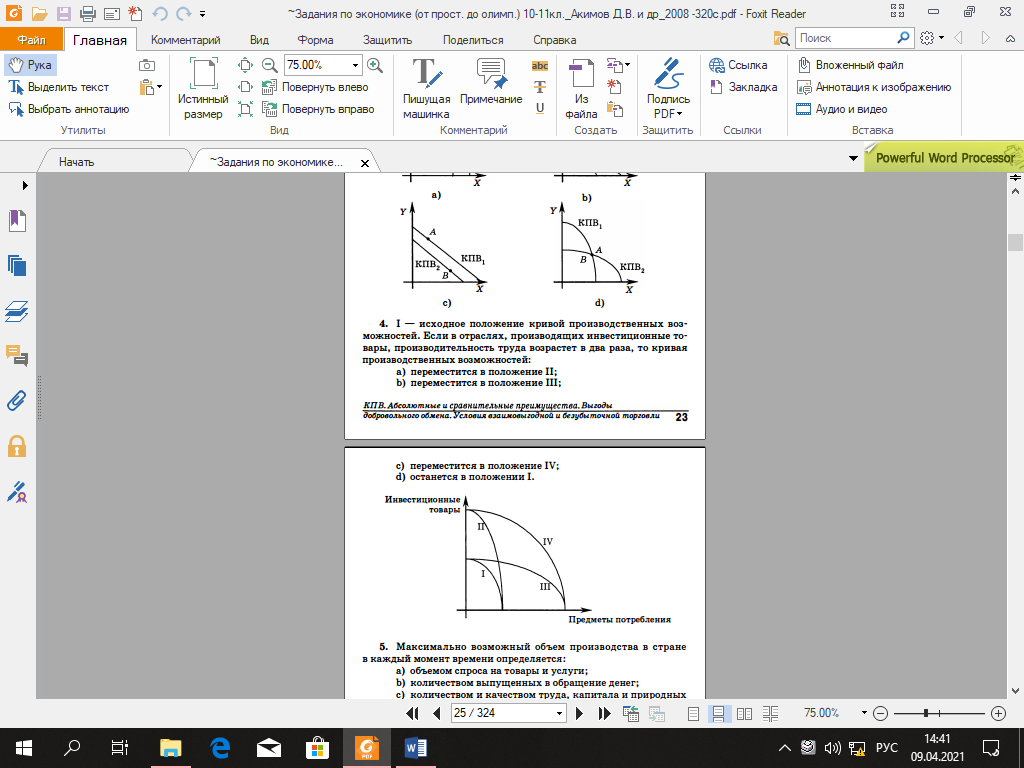 ~Задания по экономике (от прост. до олимп.) 10-11кл._Акимов Д.В. и др_2008 -320с.pdf - Foxit Reader
Файл Главная Комментарий Вид Форма Защитить Поделиться Справка Поиск
Рука
Выделить текст
Выбрать аннотацию
Утилиты
Истинный размер
75.00%
Повернуть влево
Повернуть вправо
Вид
Пишущая машинка
Примечание
abc
T
U
Комментарий
Из файла
Создать
Подпись PDF
Защитить
Ссылка
Закладка
Ссылки
Вложенный файл
Аннотация к изображению
Аудио и видео
Вставка
Начать
~Задания по экономике...
Powerful Word Processor
X
X
a)
b)
Y
A
КПВ1
КПВ2
B
X
c)
Y
КПВ1
A
B
КПВ2
X
d)
4. I — исходное положение кривой производственных воз-
можностей. Если в отраслях, производящих инвестиционные то-
вары, производительность труда возрастет в два раза, то кривая
производственных возможностей:
a) переместится в положение II;
b) переместится в положение III;
КПВ. Абсолютные и сравнительные преимущества. Выгоды
добровольного обмена. Условия взаимовыгодной и безубыточной торговли 23
c) переместится в положение IV;
d) останется в положении I.
Инвестиционные
товары
II
IV
I
III
Предметы потребления
5. Максимально возможный объем производства в стране
в каждый момент времени определяется:
a) объемом спроса на товары и услуги;
b) количеством выпущенных в обращение денег;
c) количеством и качеством труда, капитала и природных
25 / 324
75.00%
РУС
14:41
09.04.2021